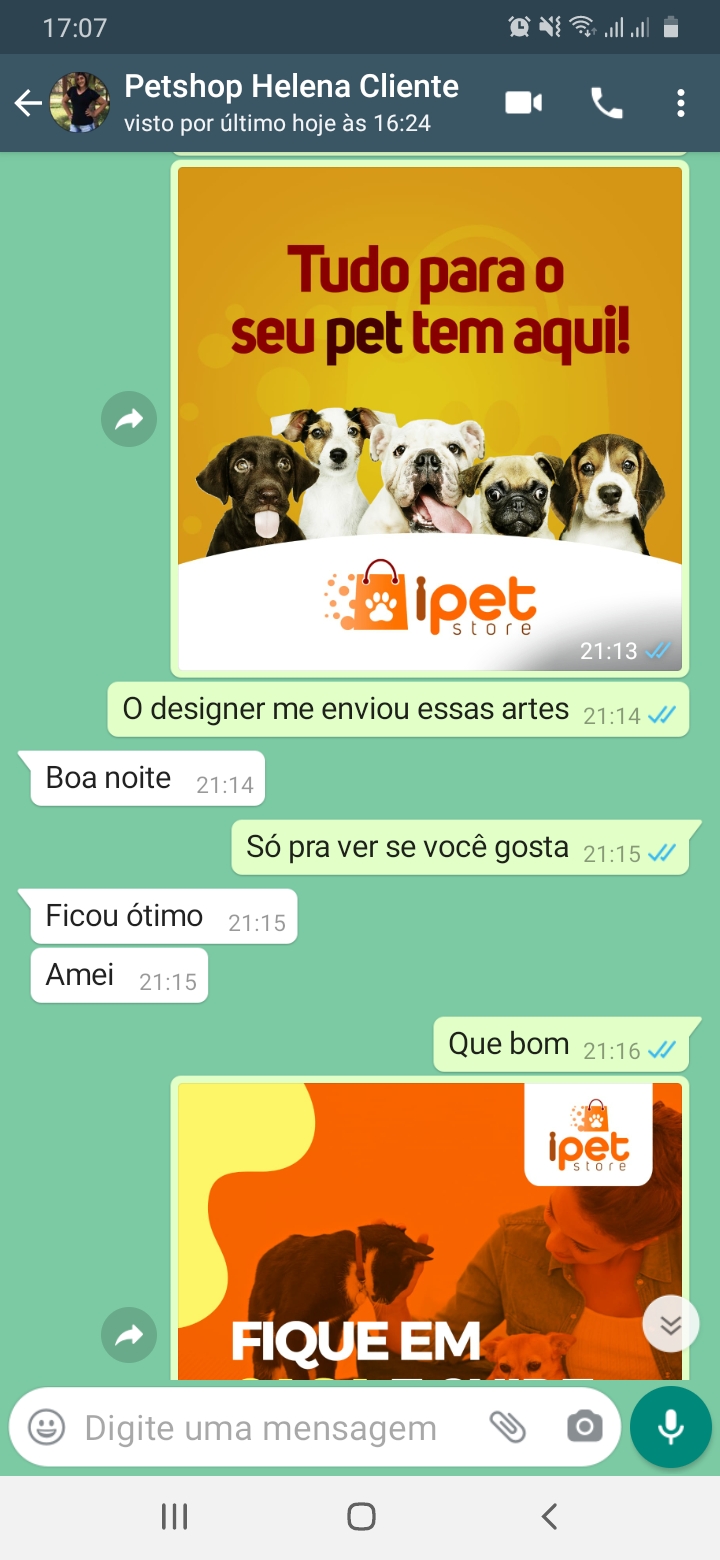 17:07
Petshop Helena Cliente
visto por último hoje às 16:24
Tudo para o
seu pet tem aqui!
ipet
store
21:13
O designer me enviou essas artes 21:14
Boa noite 21:14
Só pra ver se você gosta 21:15
Ficou ótimo 21:15
Amei 21:15
Que bom 21:16
ipet
store
FIQUE EM
Digite uma mensagem